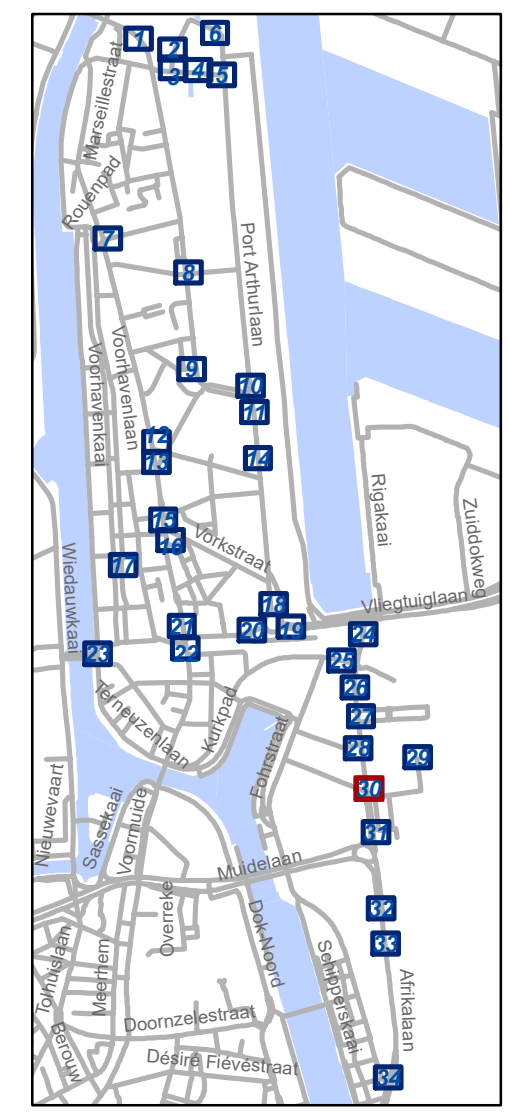 1
2
6
3
4
5
Marseillestraat
Rouenpad
7
8
Port Arthurlaan
Voorhavenlaan
Voorhavenkaai
9
10
11
12
13
14
Rigakaai
Zuiddokweg
15
16
Vorkstraat
17
Wiedauwkaai
18
Vliegtuiglaan
19
20
21
22
23
24
25
26
27
28
29
30
31
Terneuzenlaan
Kurkpad
Fohrstraat
Nieuwevaart
Sassekaai
Voormuide
Muidelaan
Overreke
32
33
Dok-Noord
Schipperskaai
Afrikalaan
Tolhuislaan
Meerhem
Doornzelestraat
Berouw
Désiré Fiévéstraat
34